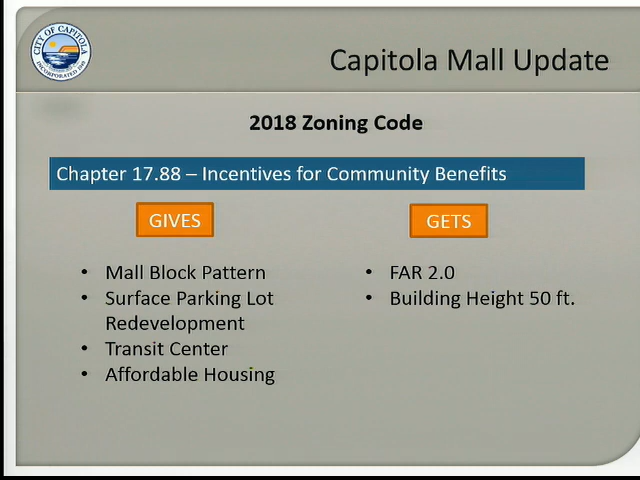 CITY OF CAPITOLA
INCORPORATED 1949
Capitola Mall Update
2018 Zoning Code
Chapter 17.88 – Incentives for Community Benefits
GIVES
• Mall Block Pattern
• Surface Parking Lot
Redevelopment
• Transit Center
• Affordable Housing
GETS
• FAR 2.0
• Building Height 50 ft.